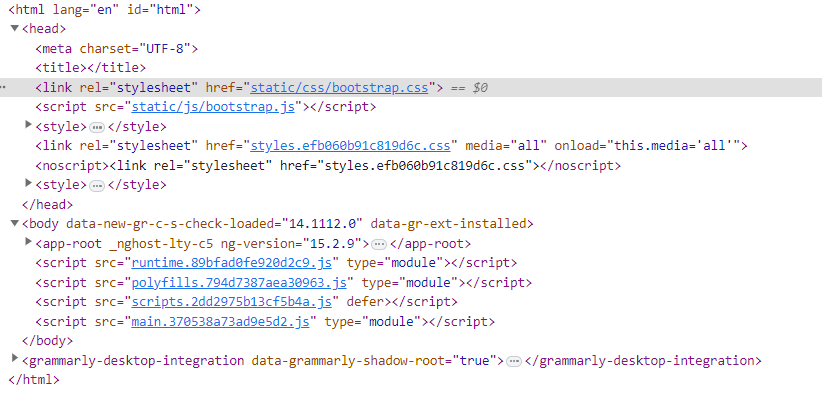 <html lang="en" id="html">
<head>
<meta charset="UTF-8">
<title></title>
<link rel="stylesheet" href="static/css/bootstrap.css"> == $0
<script src="static/js/bootstrap.js"></script>
<style>…</style>
<link rel="stylesheet" href="styles.efb060b91c819d6c.css" media="all" onload="this.media='all'">
<noscript><link rel="stylesheet" href="styles.efb060b91c819d6c.css"></noscript>
<style>…</style>
</head>
<body data-new-gr-c-s-check-loaded="14.1112.0" data-gr-ext-installed>
<app-root _nghost-lty-c5 ng-version="15.2.9">…</app-root>
<script src="runtime.89bfad0fe920d2c9.js" type="module"></script>
<script src="polyfills.794d7387aea30963.js" type="module"></script>
<script src="scripts.2dd2975b13cf5b4a.js" defer></script>
<script src="main.370538a73ad9e5d2.js" type="module"></script>
</body>
<grammarly-desktop-integration data-grammarly-shadow-root="true">…</grammarly-desktop-integration>
</html>